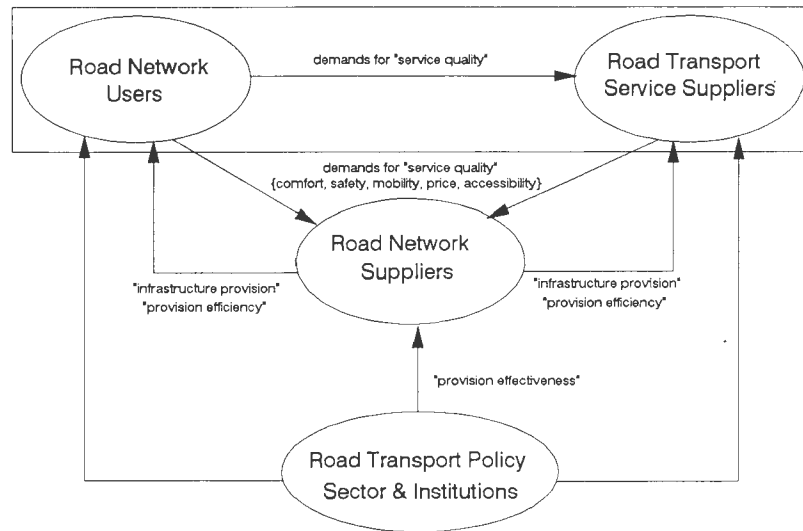 Road Network
Users
demands for "service quality"
Road Transport
Service Suppliers
demands for "service quality"
{comfort, safety, mobility, price, accessibility}
Road Network
Suppliers
"infrastructure provision"
"provision efficiency"
"infrastructure provision"
"provision efficiency"
"provision effectiveness"
Road Transport Policy
Sector & Institutions